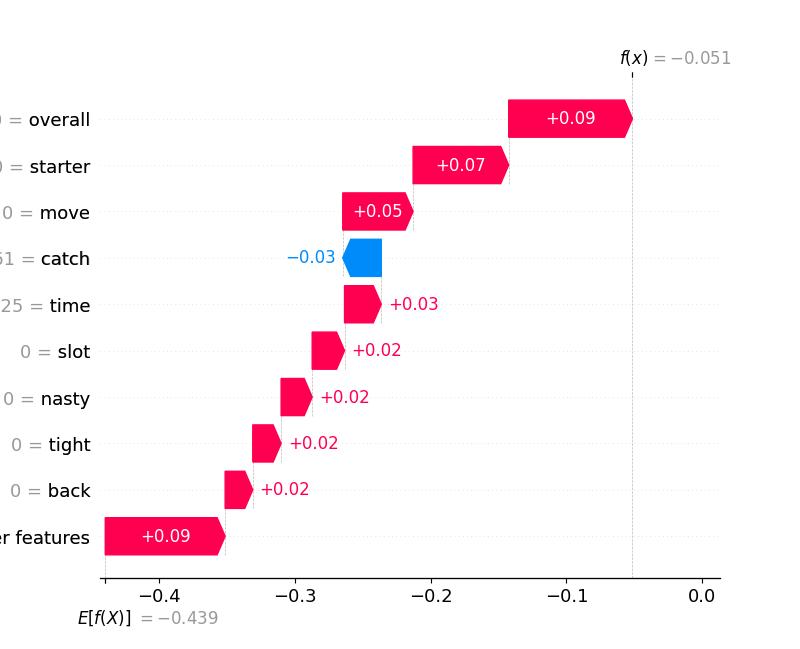 f(x) = −0.051
= overall
+0.09
= starter
+0.07
0 = move
+0.05
51 = catch
−0.03
25 = time
+0.03
0 = slot
+0.02
0 = nasty
+0.02
0 = tight
+0.02
0 = back
+0.02
features
+0.09
−0.4 −0.3 −0.2 −0.1 0.0
E[f(X)] = −0.439